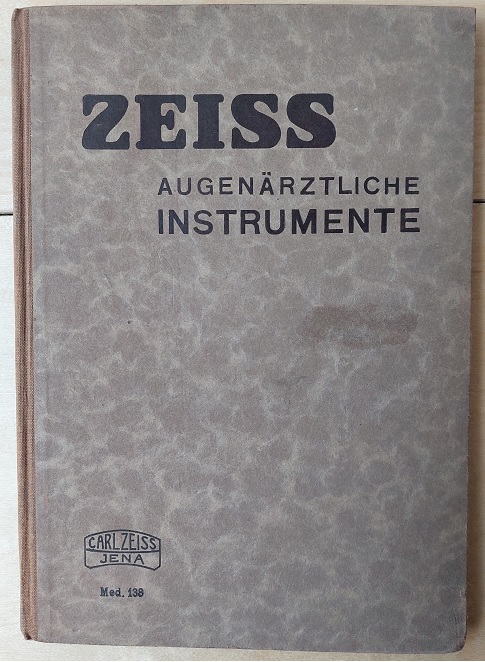 ZEISS
AUGENÄRZTLICHE
INSTRUMENTE
CARL ZEISS
JENA
Med. 138